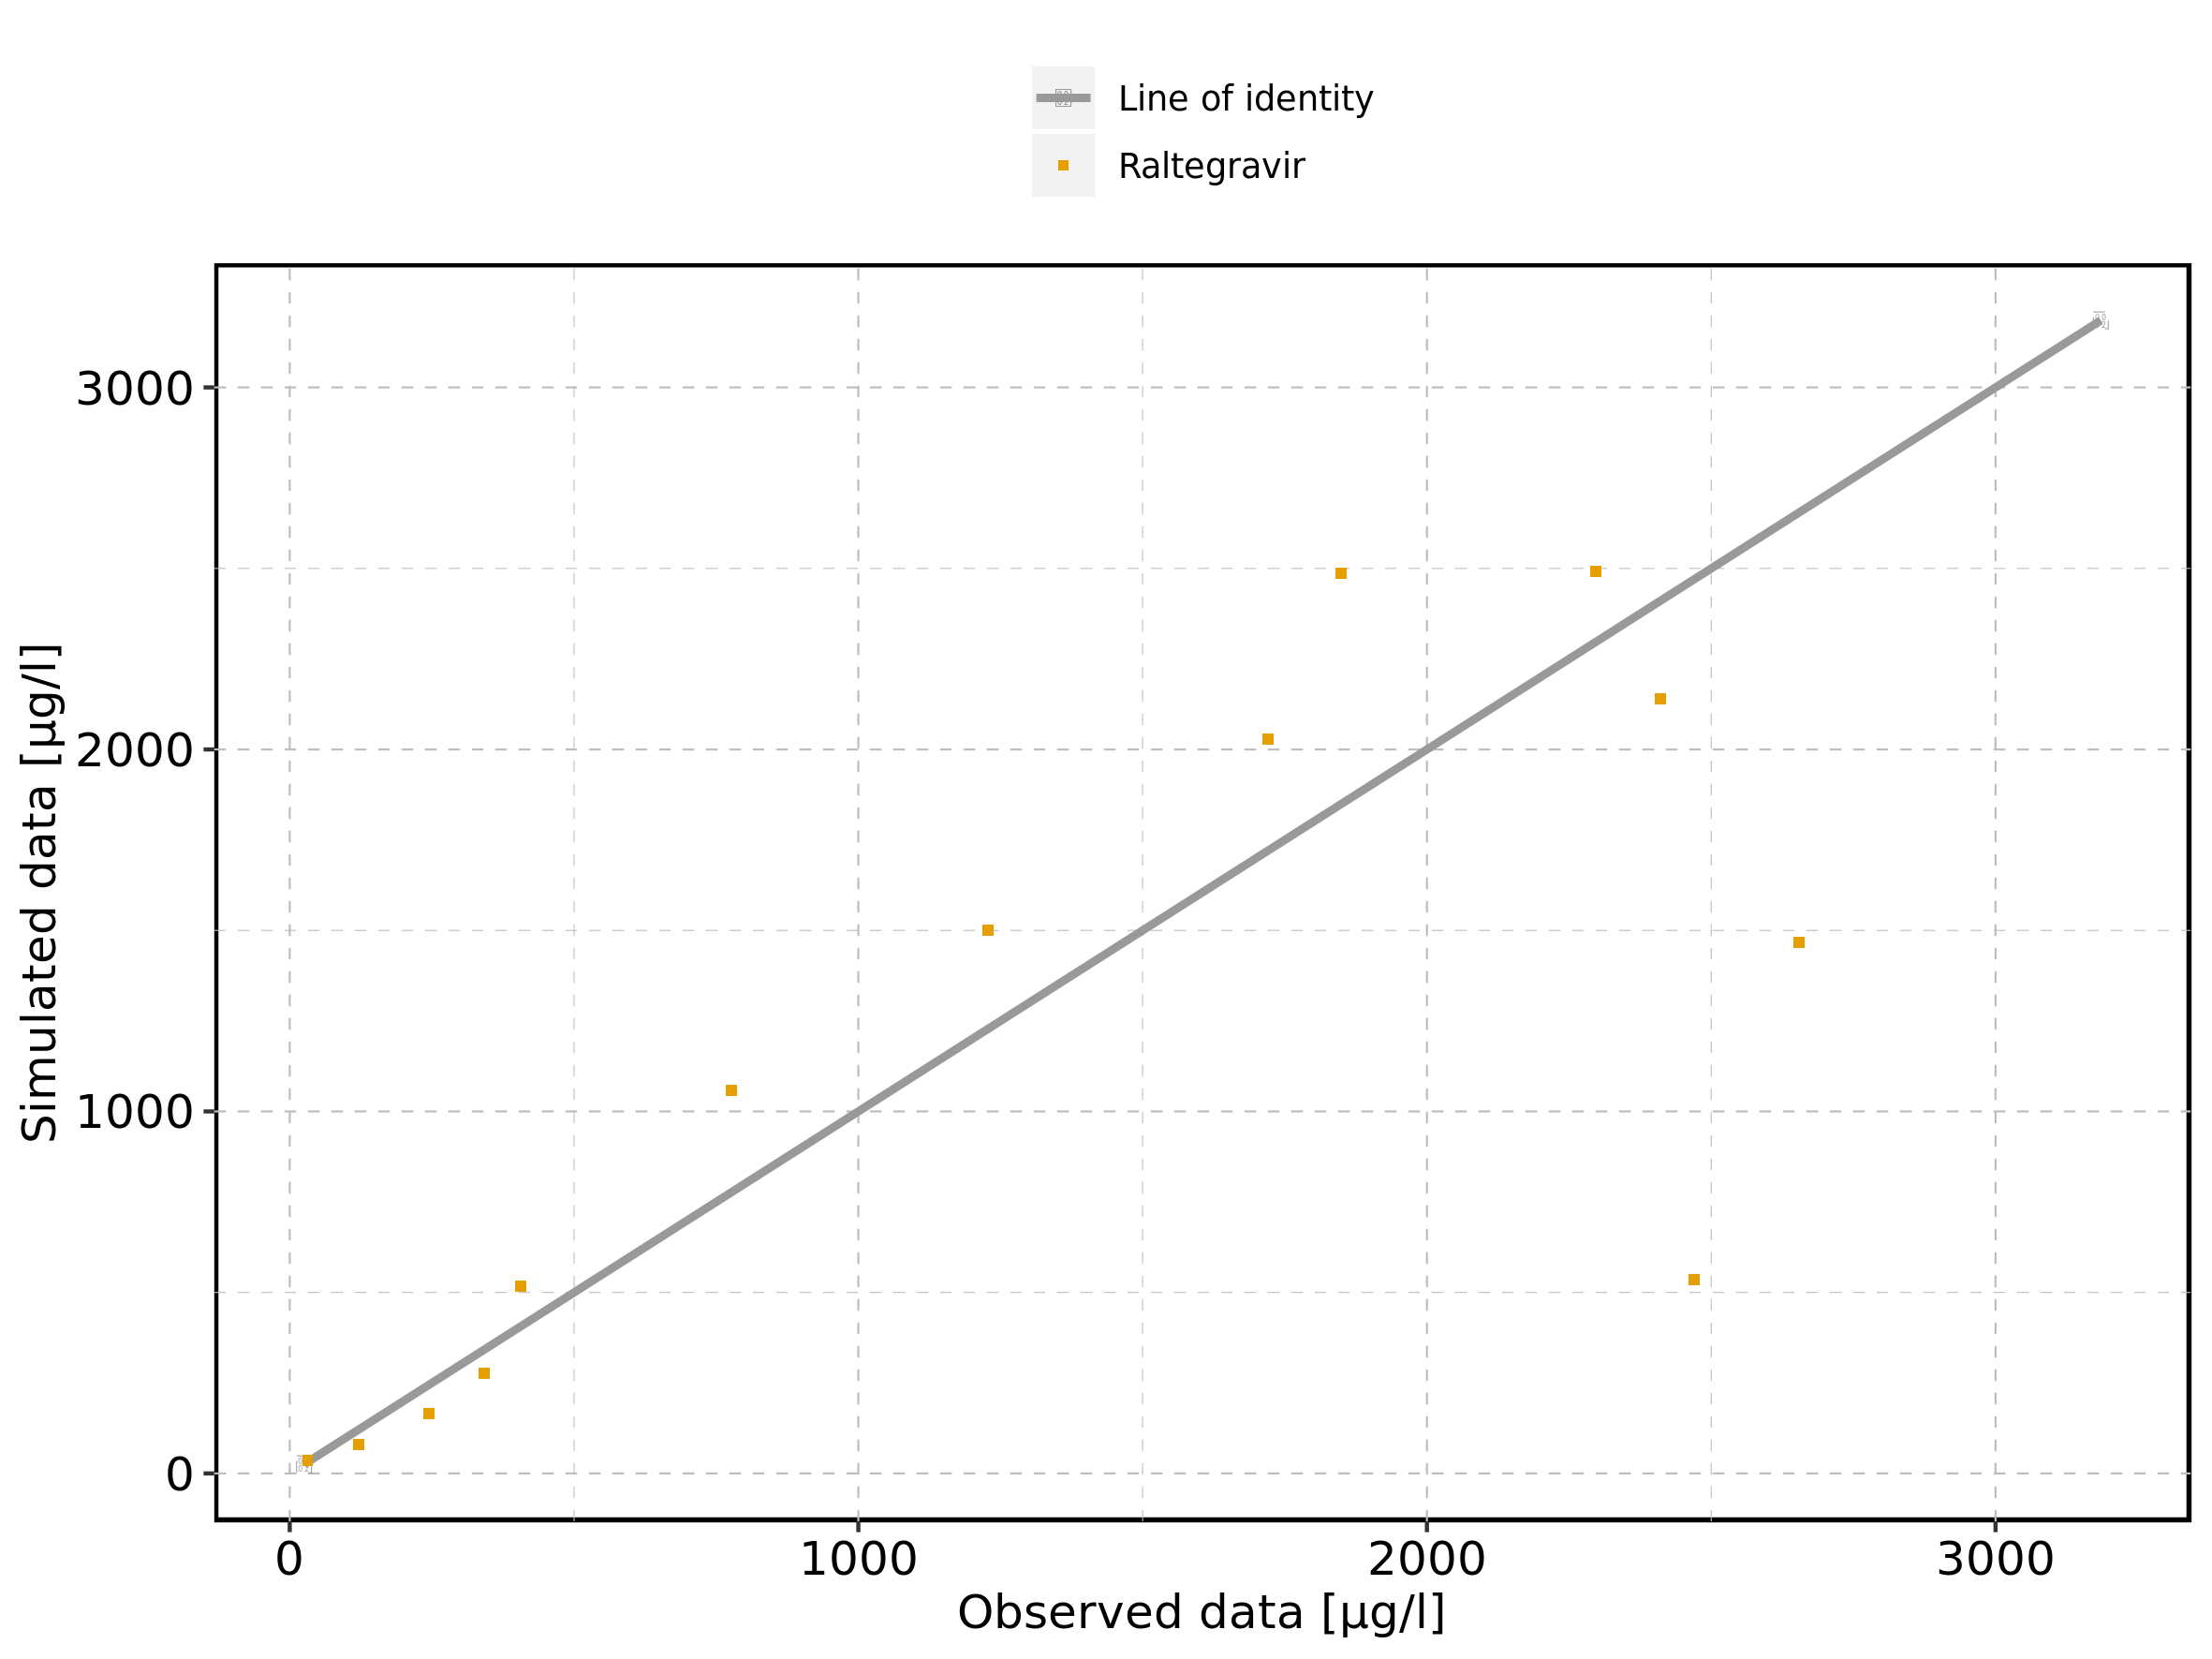 Line of identity
Raltegravir
3000
2000
1000
0
Simulated data [µg/l]
0 1000 2000 3000
Observed data [µg/l]